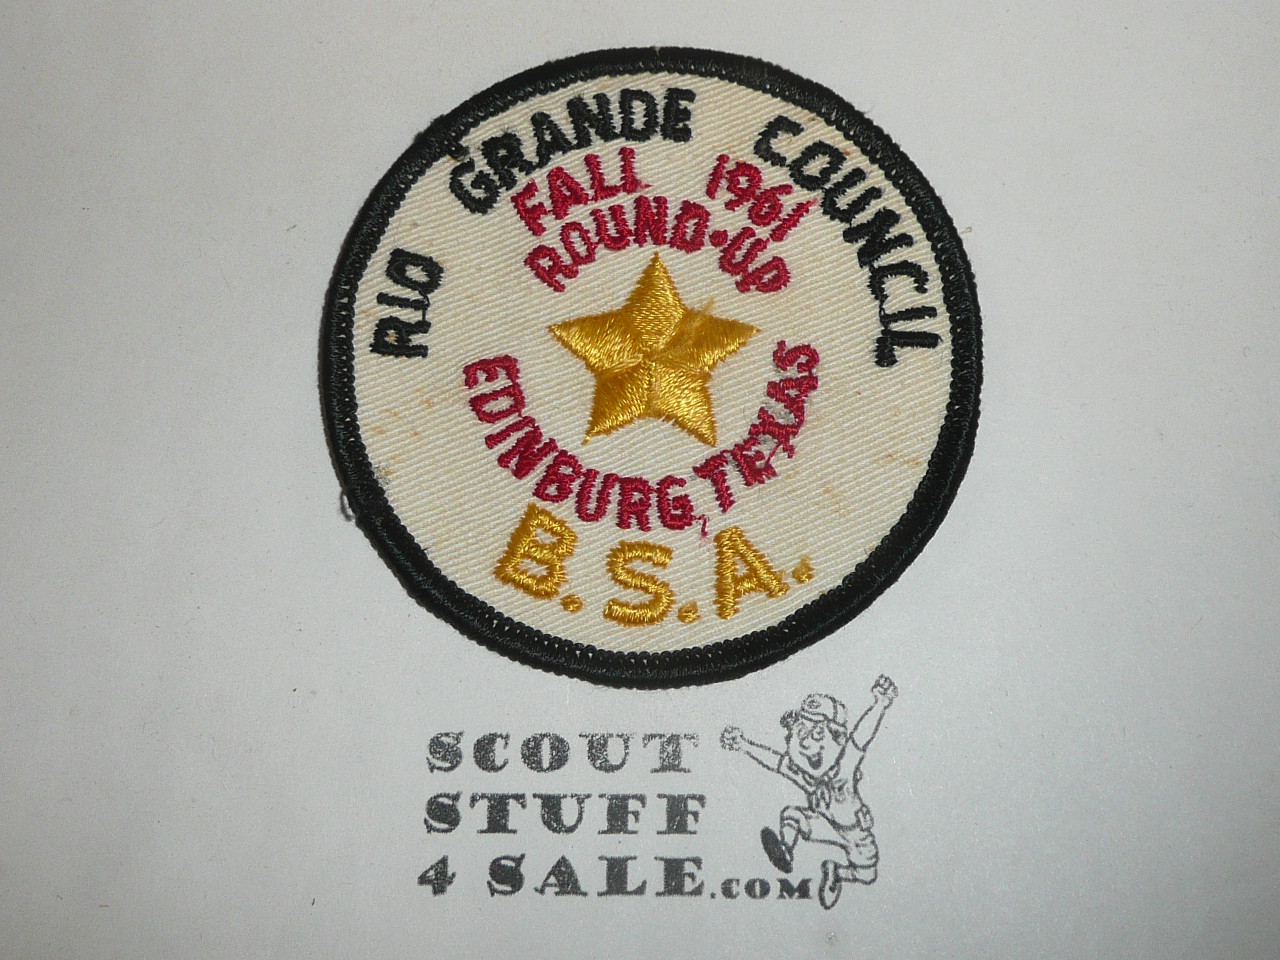 RIO GRANDE COUNCIL
FALL 1961
ROUND-UP
EDINBURG, TEXAS
B.S.A.
SCOUT
STUFF
4 SALE.COM